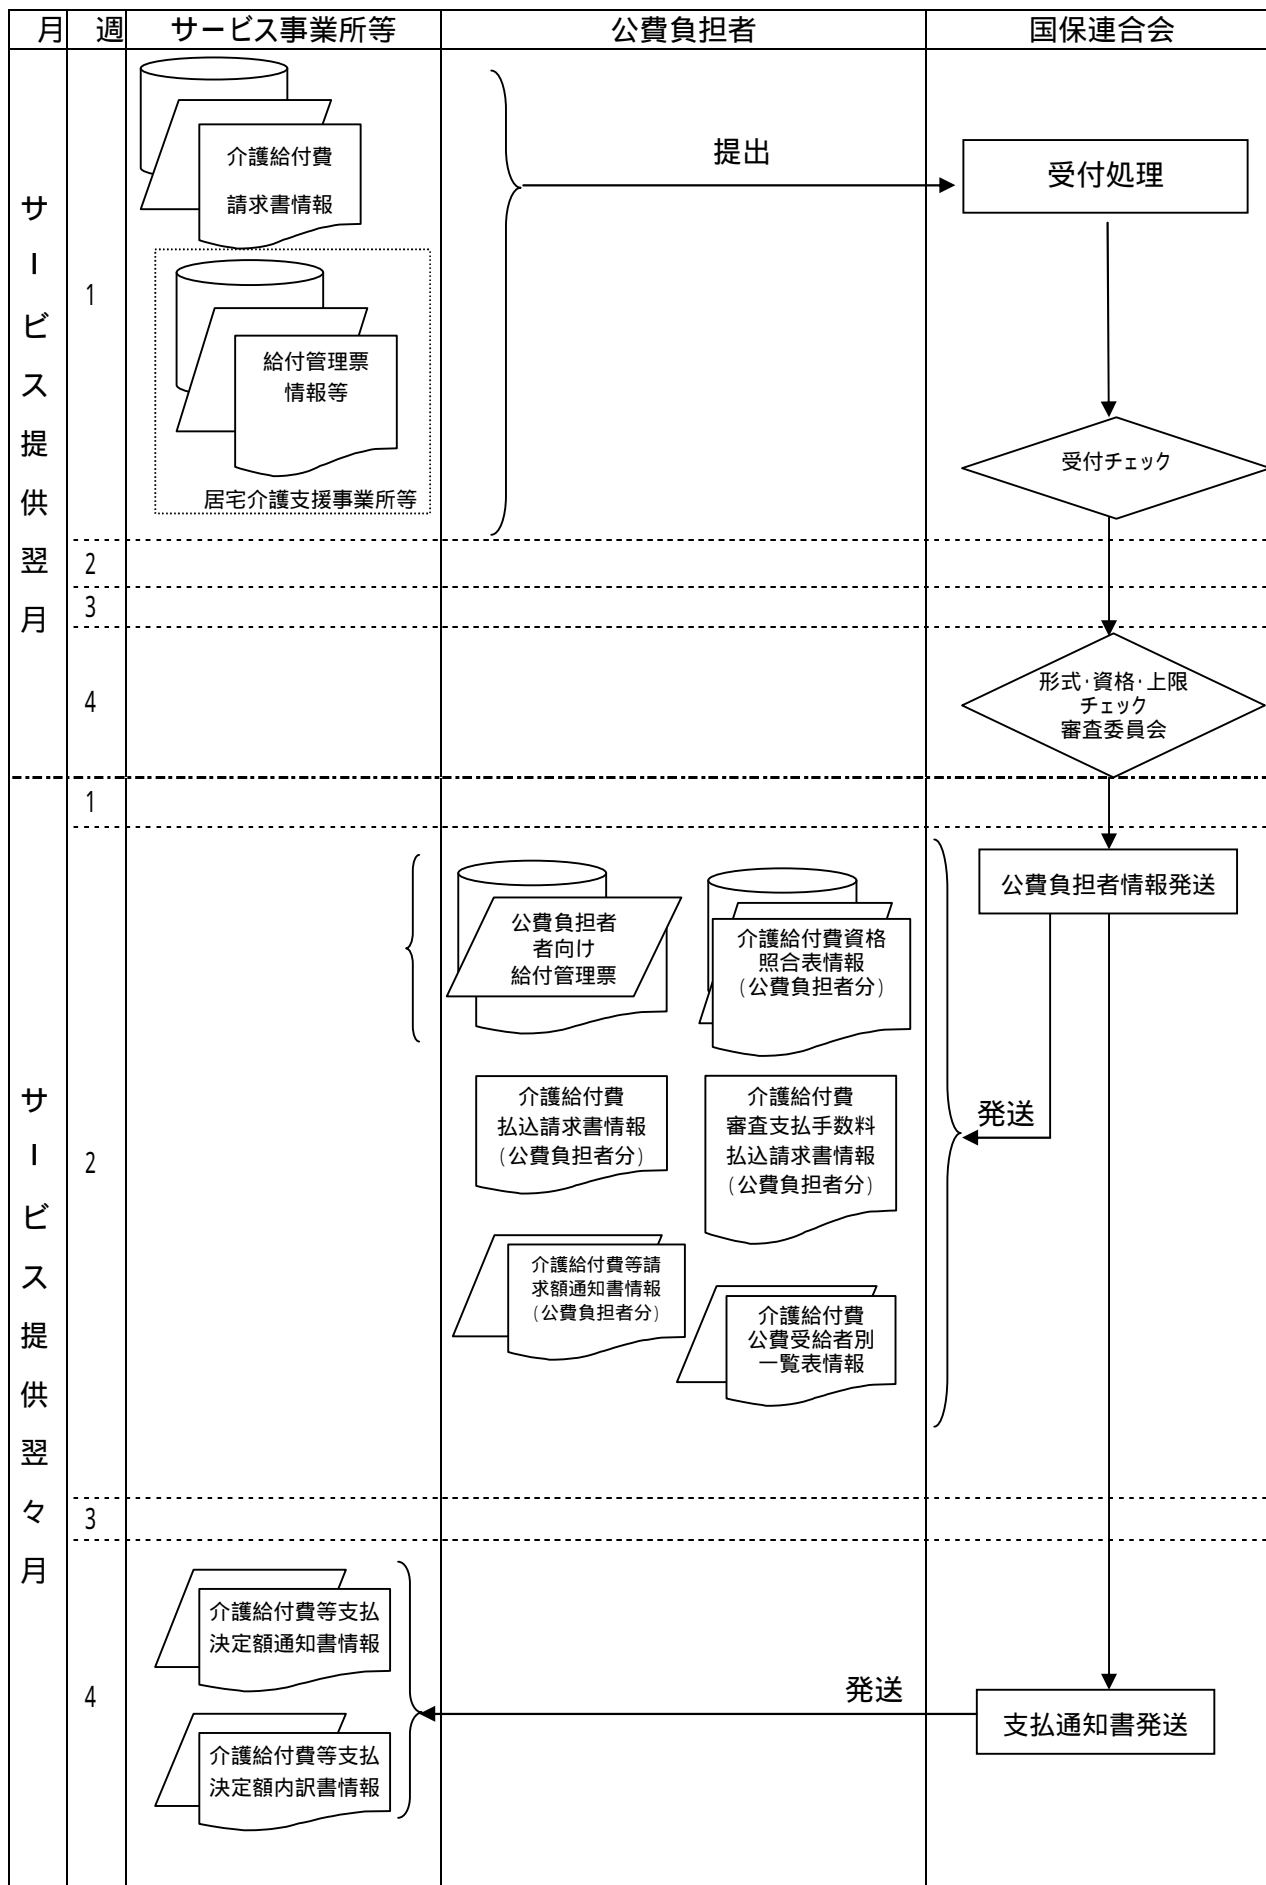 月 週 サービス事業所等 公費負担者 国保連合会
サービス提供翌月
1
介護給付費
請求書情報
提出
受付処理
給付管理票
情報等
居宅介護支援事業所等
受付チェック
2
3
4
形式・資格・上限
チェック
審査委員会
サービス提供翌々月
1
2
公費負担者
者向け
給付管理票
介護給付費資格
照合表情報
(公費負担者分)
公費負担者情報発送
介護給付費
払込請求書情報
(公費負担者分)
介護給付費
審査支払手数料
払込請求書情報
(公費負担者分)
発送
介護給付費等請
求額通知書情報
(公費負担者分)
介護給付費
公費受給者別
一覧表情報
3
4
介護給付費等支払
決定額通知書情報
介護給付費等支払
決定額内訳書情報
発送
支払通知書発送